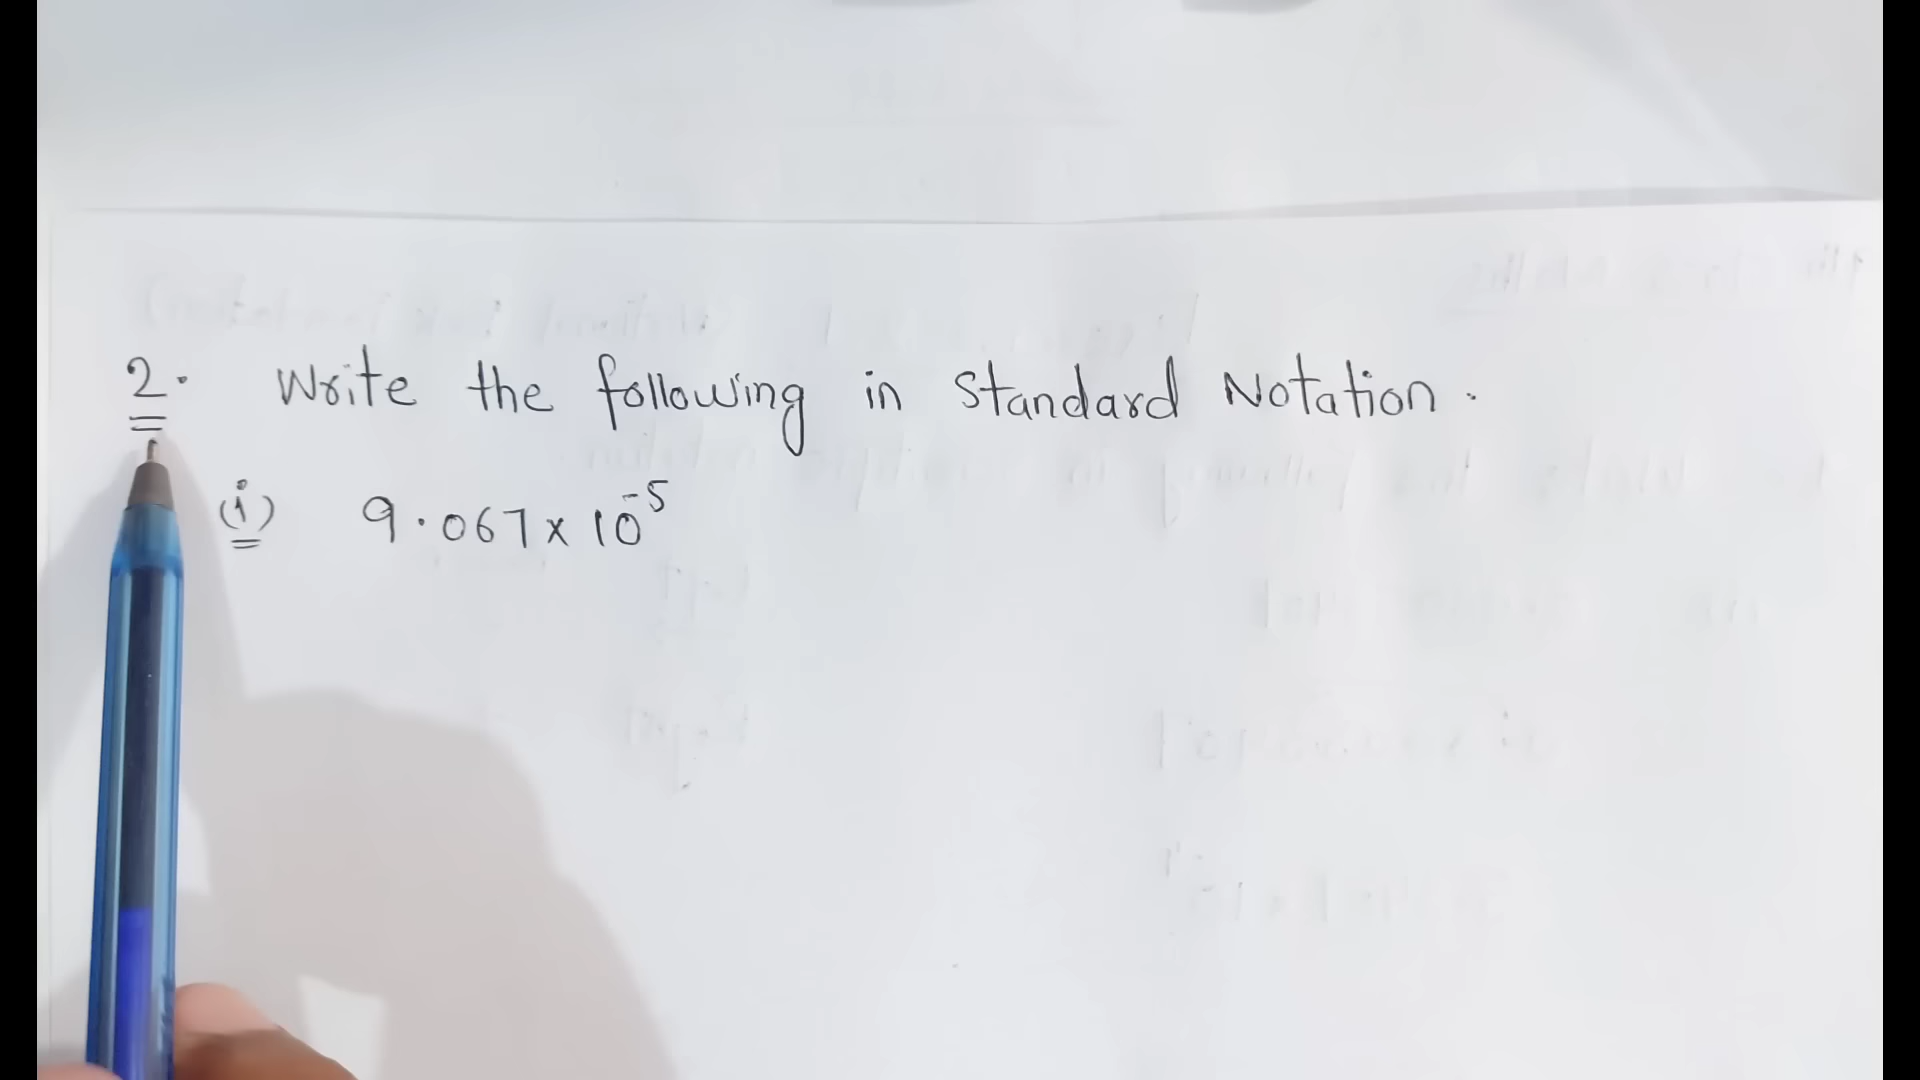 2. Write the following in Standard Notation.
(i) 9.067 x 10⁻⁵